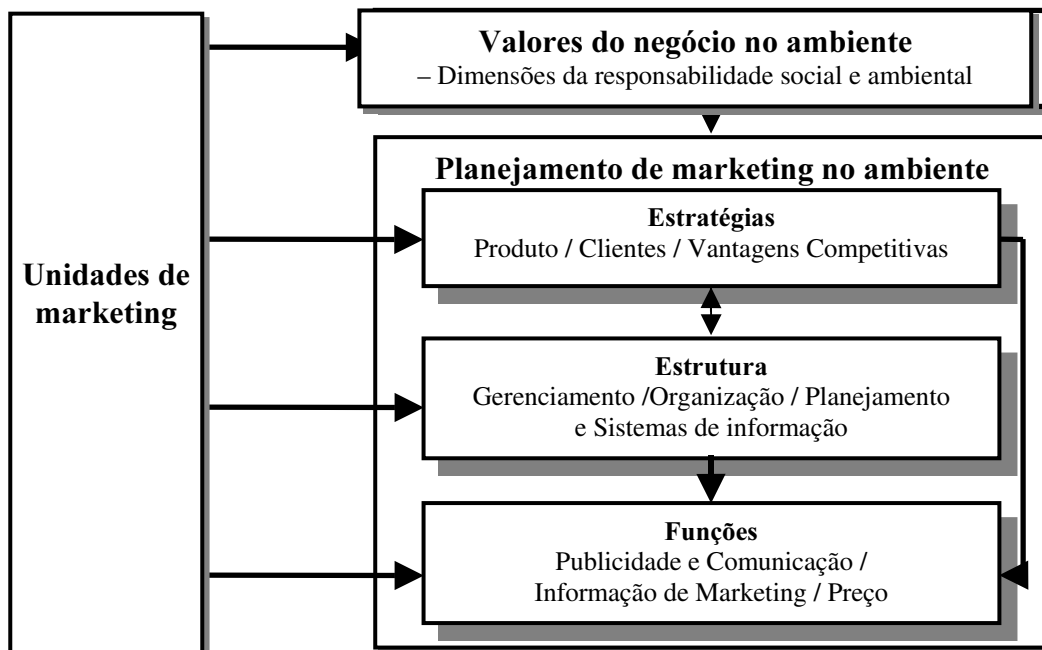 Valores do negócio no ambiente
– Dimensões da responsabilidade social e ambiental
Planejamento de marketing no ambiente
Estratégias
Produto / Clientes / Vantagens Competitivas
Unidades de
marketing
Estrutura
Gerenciamento /Organização / Planejamento
e Sistemas de informação
Funções
Publicidade e Comunicação /
Informação de Marketing / Preço